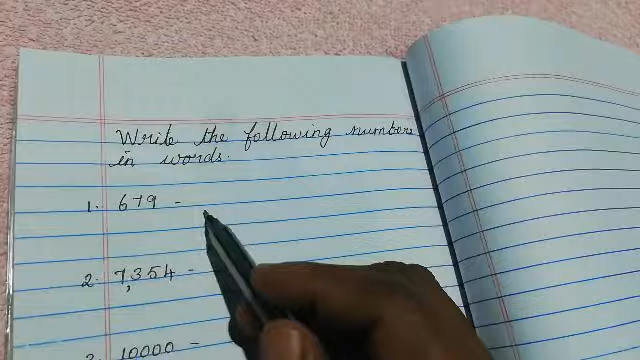 Write the following numbers
in words.
1. 679 -
2. 7,354 -
3. 10000 -